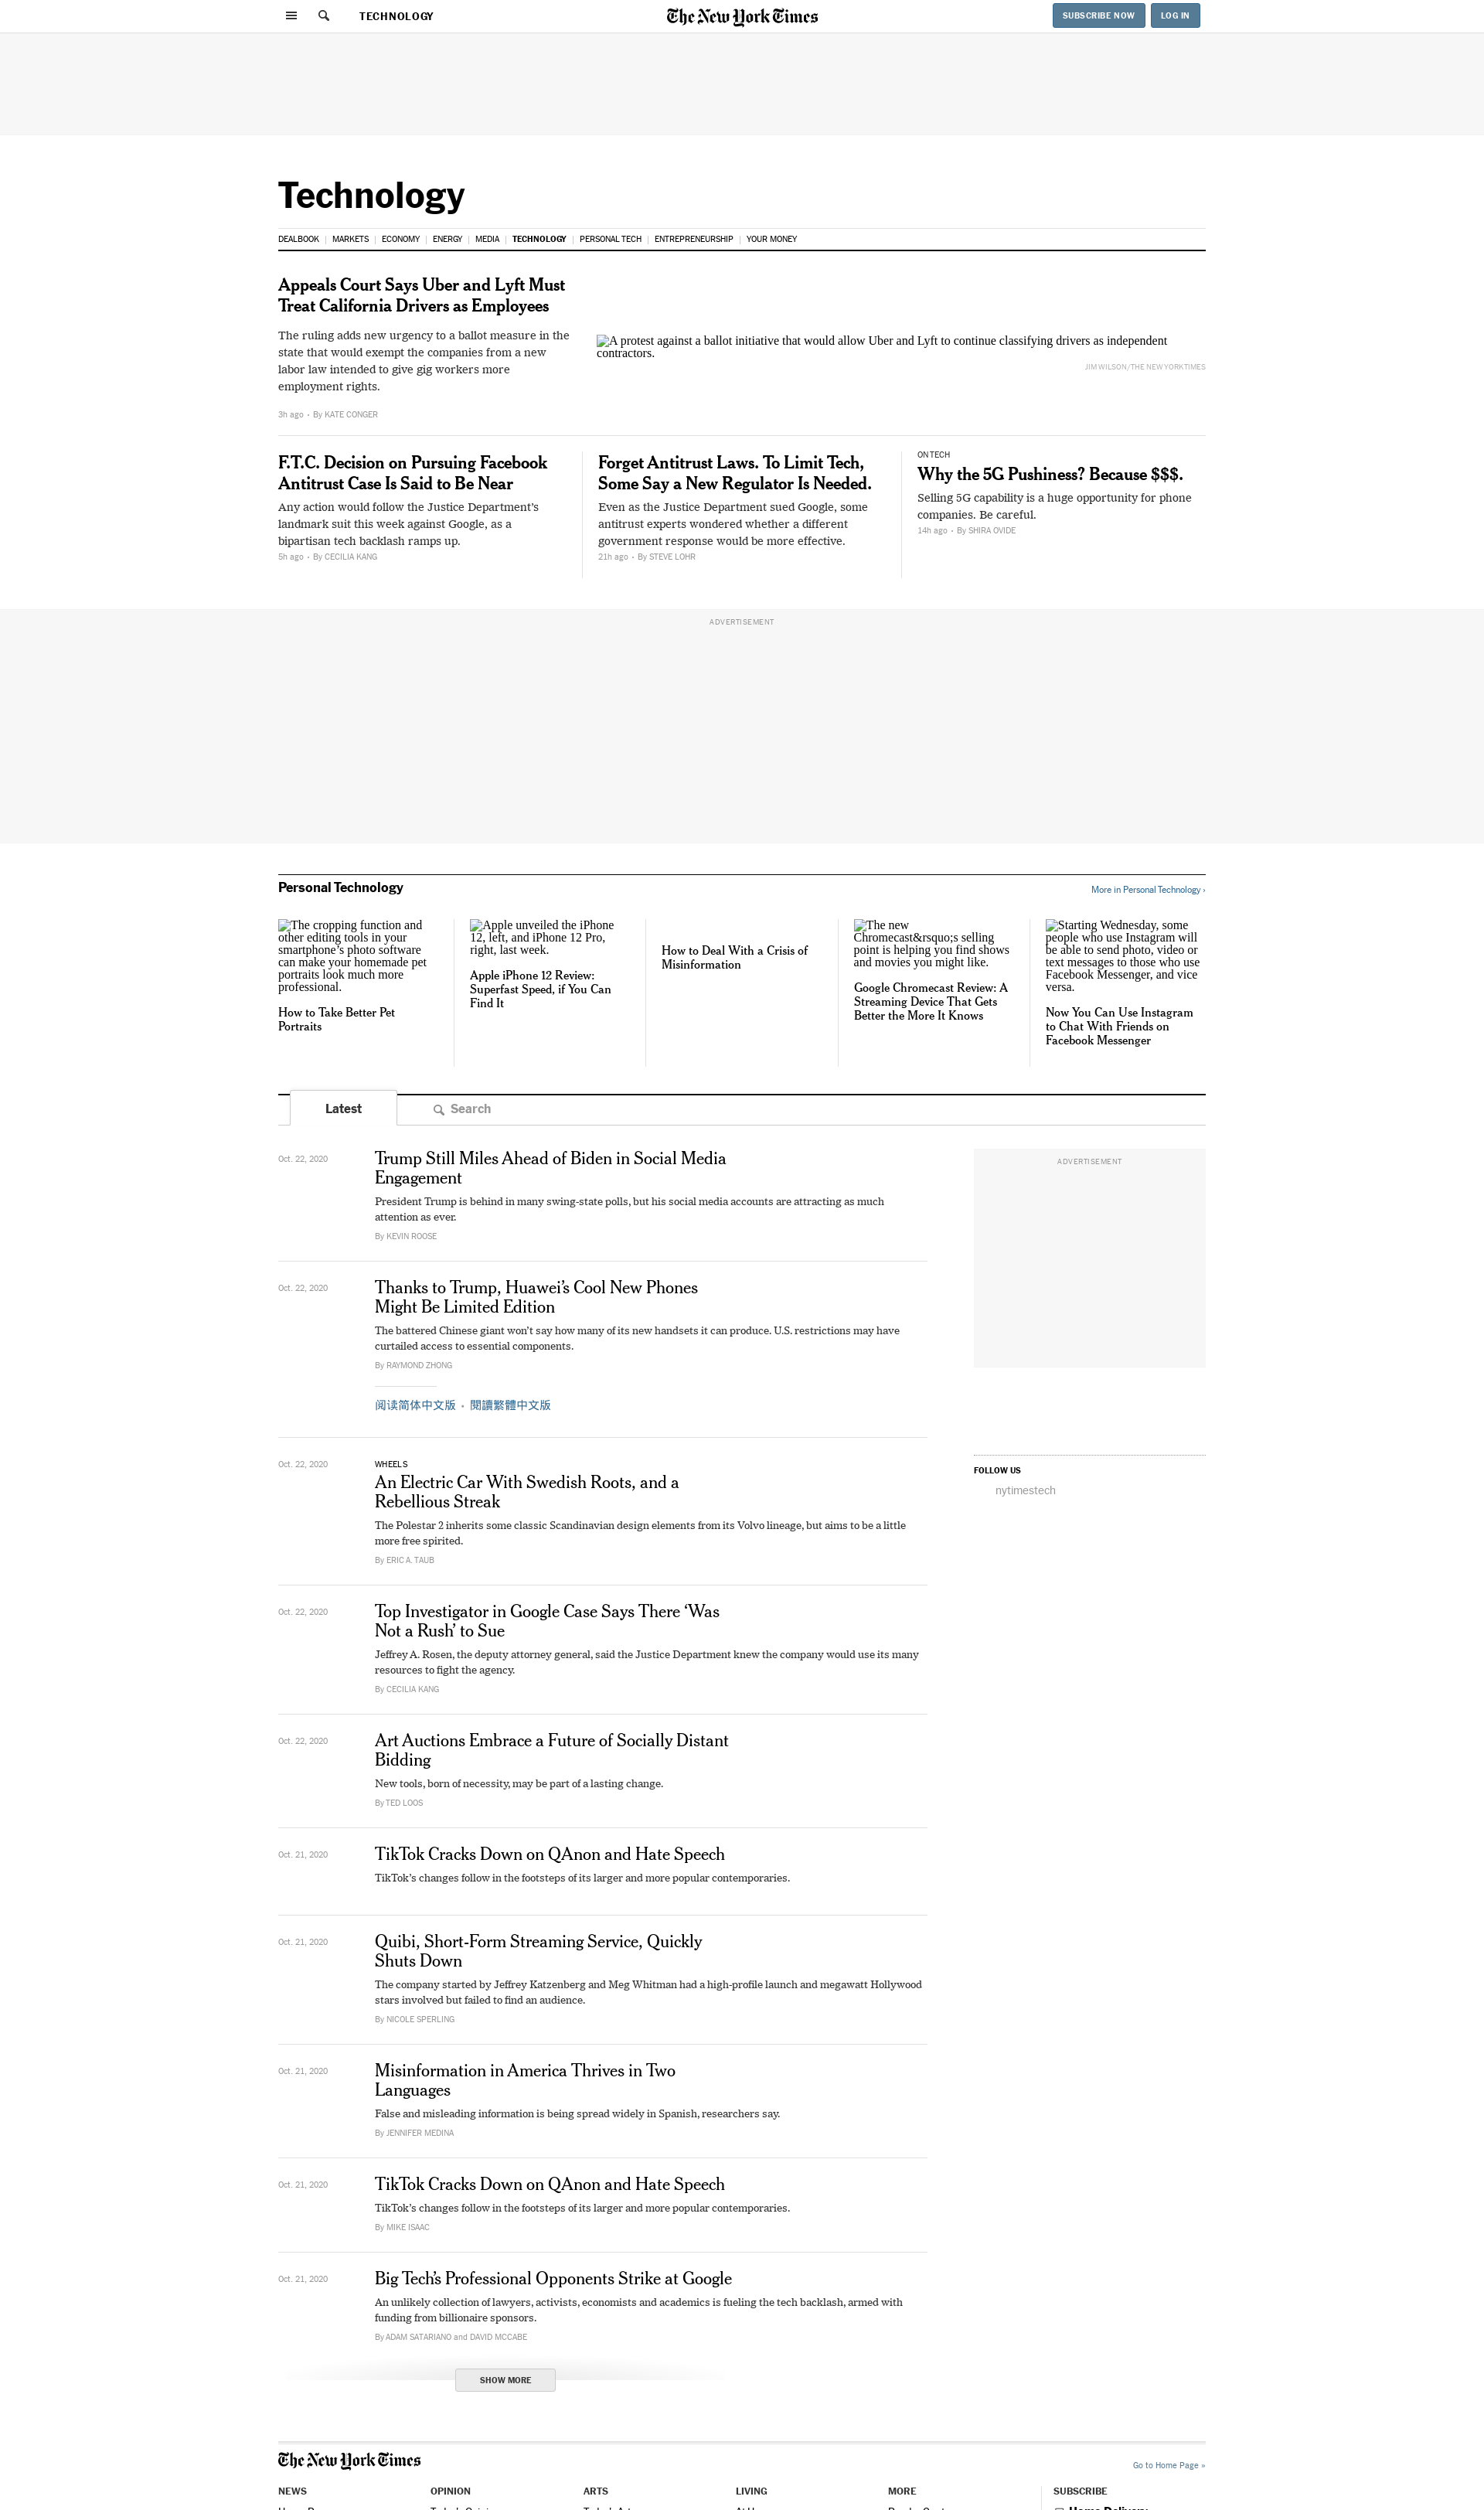 TECHNOLOGY
The New York Times
SUBSCRIBE NOW
LOG IN
Technology
DEALBOOK | MARKETS | ECONOMY | ENERGY | MEDIA | TECHNOLOGY | PERSONAL TECH | ENTREPRENEURSHIP | YOUR MONEY
Appeals Court Says Uber and Lyft Must
Treat California Drivers as Employees
The ruling adds new urgency to a ballot measure in the
state that would exempt the companies from a new
labor law intended to give gig workers more
employment rights.
3h ago • By KATE CONGER
A protest against a ballot initiative that would allow Uber and Lyft to continue classifying drivers as independent
contractors.
JIM WILSON/THE NEW YORK TIMES
F.T.C. Decision on Pursuing Facebook
Antitrust Case Is Said to Be Near
Any action would follow the Justice Department’s
landmark suit this week against Google, as a
bipartisan tech backlash ramps up.
5h ago • By CECILIA KANG
Forget Antitrust Laws. To Limit Tech,
Some Say a New Regulator Is Needed.
Even as the Justice Department sued Google, some
antitrust experts wondered whether a different
government response would be more effective.
21h ago • By STEVE LOHR
ON TECH
Why the 5G Pushiness? Because $$$.
Selling 5G capability is a huge opportunity for phone
companies. Be careful.
14h ago • By SHIRA OVIDE
ADVERTISEMENT
Personal Technology
More in Personal Technology ›
The cropping function and
other editing tools in your
smartphone’s photo software
can make your homemade pet
portraits look much more
professional.
How to Take Better Pet
Portraits
Apple unveiled the iPhone
12, left, and iPhone 12 Pro,
right, last week.
Apple iPhone 12 Review:
Superfast Speed, if You Can
Find It
How to Deal With a Crisis of
Misinformation
The new
Chromecast&rsquo;s selling
point is helping you find shows
and movies you might like.
Google Chromecast Review: A
Streaming Device That Gets
Better the More It Knows
Starting Wednesday, some
people who use Instagram will
be able to send photo, video or
text messages to those who use
Facebook Messenger, and vice
versa.
Now You Can Use Instagram
to Chat With Friends on
Facebook Messenger
Latest
Search
Oct. 22, 2020
Trump Still Miles Ahead of Biden in Social Media
Engagement
President Trump is behind in many swing-state polls, but his social media accounts are attracting as much
attention as ever.
By KEVIN ROOSE
ADVERTISEMENT
Oct. 22, 2020
Thanks to Trump, Huawei’s Cool New Phones
Might Be Limited Edition
The battered Chinese giant won’t say how many of its new handsets it can produce. U.S. restrictions may have
curtailed access to essential components.
By RAYMOND ZHONG
阅读简体中文版 • 閱讀繁體中文版
FOLLOW US
nytimestech
Oct. 22, 2020
WHEELS
An Electric Car With Swedish Roots, and a
Rebellious Streak
The Polestar 2 inherits some classic Scandinavian design elements from its Volvo lineage, but aims to be a little
more free spirited.
By ERIC A. TAUB
Oct. 22, 2020
Top Investigator in Google Case Says There ‘Was
Not a Rush’ to Sue
Jeffrey A. Rosen, the deputy attorney general, said the Justice Department knew the company would use its many
resources to fight the agency.
By CECILIA KANG
Oct. 22, 2020
Art Auctions Embrace a Future of Socially Distant
Bidding
New tools, born of necessity, may be part of a lasting change.
By TED LOOS
Oct. 21, 2020
TikTok Cracks Down on QAnon and Hate Speech
TikTok’s changes follow in the footsteps of its larger and more popular contemporaries.
Oct. 21, 2020
Quibi, Short-Form Streaming Service, Quickly
Shuts Down
The company started by Jeffrey Katzenberg and Meg Whitman had a high-profile launch and megawatt Hollywood
stars involved but failed to find an audience.
By NICOLE SPERLING
Oct. 21, 2020
Misinformation in America Thrives in Two
Languages
False and misleading information is being spread widely in Spanish, researchers say.
By JENNIFER MEDINA
Oct. 21, 2020
TikTok Cracks Down on QAnon and Hate Speech
TikTok’s changes follow in the footsteps of its larger and more popular contemporaries.
By MIKE ISAAC
Oct. 21, 2020
Big Tech’s Professional Opponents Strike at Google
An unlikely collection of lawyers, activists, economists and academics is fueling the tech backlash, armed with
funding from billionaire sponsors.
By ADAM SATARIANO and DAVID MCCABE
SHOW MORE
The New York Times
Go to Home Page »
NEWS
OPINION
ARTS
LIVING
MORE
SUBSCRIBE